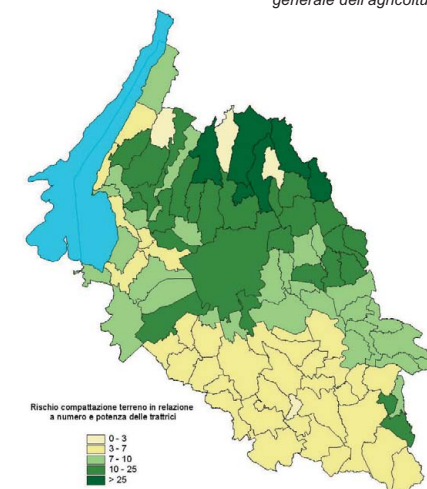 generale dell'agricoltu
Rischio compattazione terreno in relazione
a numero e potenza delle trattrici
0 - 3
3 - 7
7 - 10
10 - 25
> 25